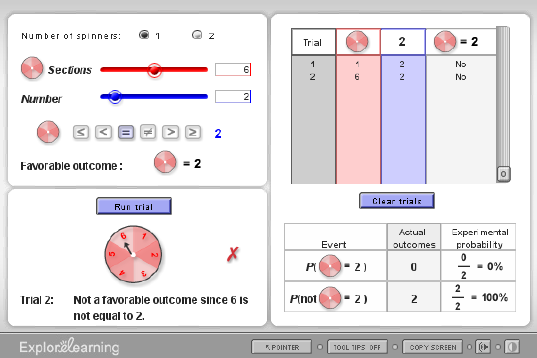 Number of spinners: 1 2
Sections 6
Number 2
≤ < = ≠ > ≥ 2
Favorable outcome : = 2
Run trial
6 1 2 3 4 5
✗
Trial 2: Not a favorable outcome since 6 is
not equal to 2.
Trial 2 = 2
1 1 2 No
2 6 2 No
0
Clear trials
Event Actual outcomes Experimental probability
P( = 2 ) 0 0/2 = 0%
P(not = 2 ) 2 2/2 = 100%
ExploreLearning
POINTER
TOOL TIPS OFF
COPY SCREEN